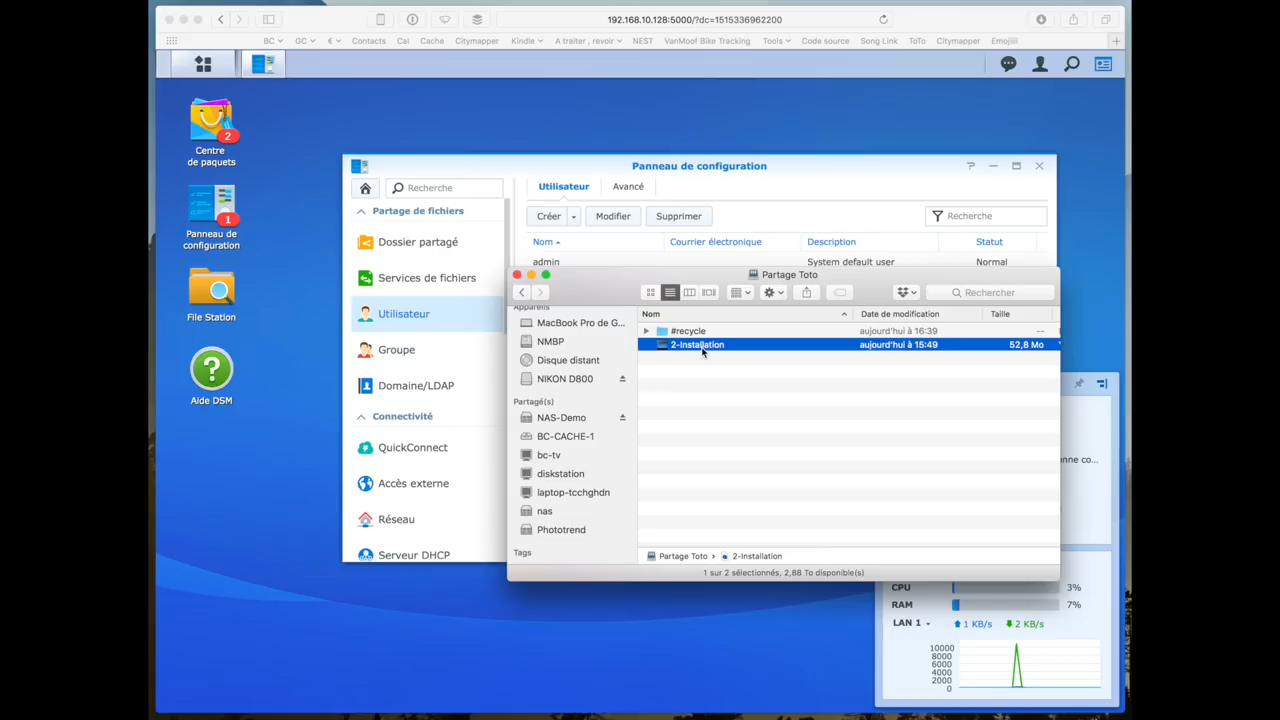 192.168.10.128:5000/?dc=1515336962200
BC GC € Contacts Cal Cache Citymapper Kindle A traiter , revoir NEST VanMoof Bike Tracking Tools Code source Song Link ToTo Citymapper Emojiii
2
Centre
de paquets
1
Panneau de
configuration
File Station
Aide DSM
Panneau de configuration
Recherche
Partage de fichiers
Dossier partagé
Services de fichiers
Utilisateur
Groupe
Domaine/LDAP
Connectivité
QuickConnect
Accès externe
Réseau
Serveur DHCP
Utilisateur Avancé
Créer Modifier Supprimer Recherche
Nom Courrier électronique Description Statut
admin System default user Normal
Partage Toto
Rechercher
Appareils
MacBook Pro de G...
NMBP
Disque distant
NIKON D800
Partagé(s)
NAS-Demo
BC-CACHE-1
bc-tv
diskstation
laptop-tcchghdn
nas
Phototrend
Tags
Nom Date de modification Taille
#recycle aujourd'hui à 16:39 --
2-Installation aujourd'hui à 15:49 52,8 Mo
Partage Toto › 2-Installation
1 sur 2 sélectionnés, 2,88 To disponible(s)
nne co...
CPU 3%
RAM 7%
LAN 1 1 KB/s 2 KB/s
10000
8000
6000
4000
2000
0